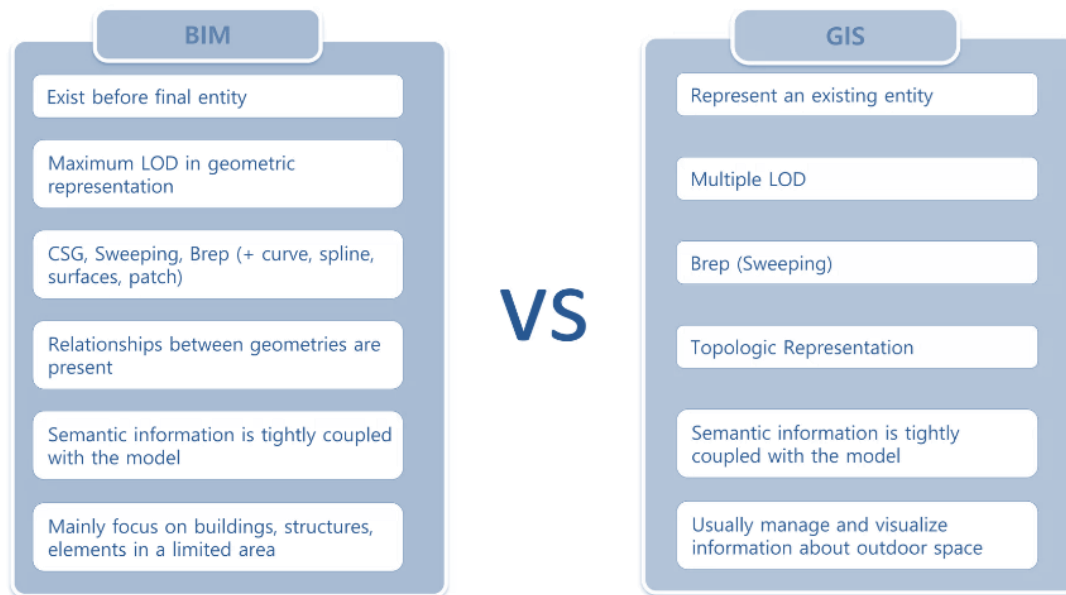 BIM
Exist before final entity
Maximum LOD in geometric
representation
CSG, Sweeping, Brep (+ curve, spline,
surfaces, patch)
Relationships between geometries are
present
Semantic information is tightly coupled
with the model
Mainly focus on buildings, structures,
elements in a limited area
VS
GIS
Represent an existing entity
Multiple LOD
Brep (Sweeping)
Topologic Representation
Semantic information is tightly
coupled with the model
Usually manage and visualize
information about outdoor space